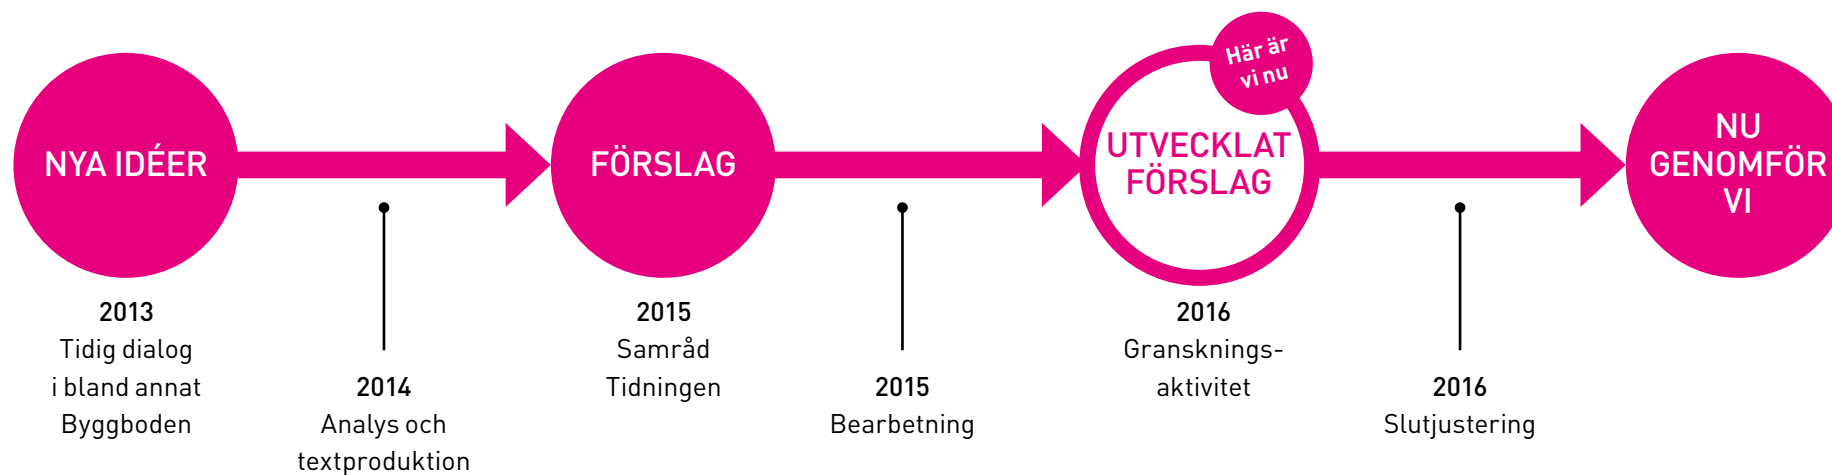 NYA IDÉER
2013
Tidig dialog
i bland annat
Byggboden
2014
Analys och
textproduktion
FÖRSLAG
2015
Samråd
Tidningen
2015
Bearbetning
Här är
vi nu
UTVECKLAT
FÖRSLAG
2016
Gransknings-
aktivitet
2016
Slutjustering
NU
GENOMFÖR
VI